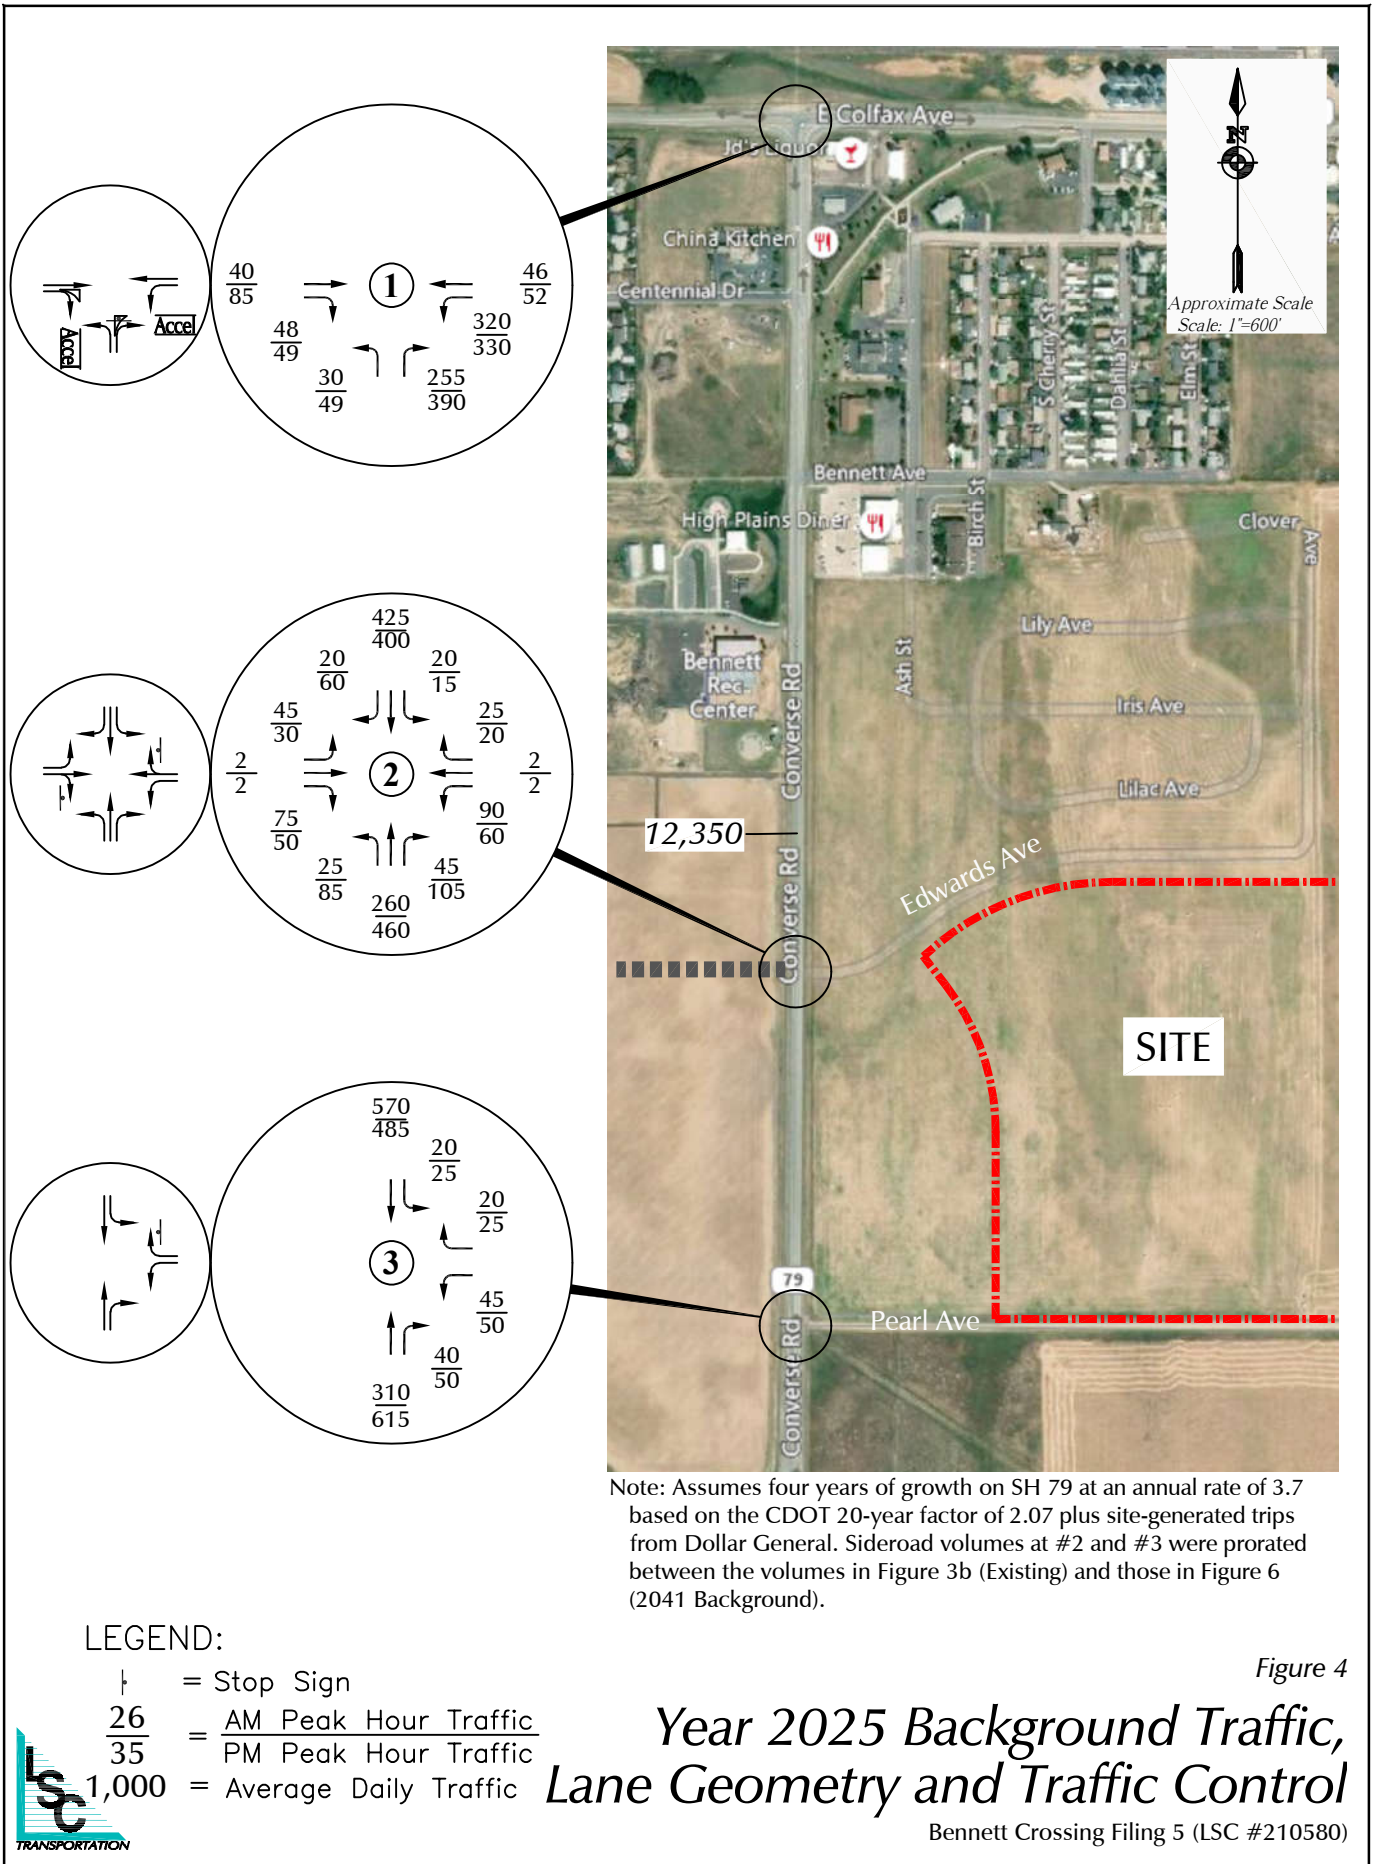 E Colfax Ave
Jd's Liquor
China Kitchen
Centennial Dr
S Cherry St
Dahlia St
Elm St
Bennett Ave
High Plains Diner
Birch St
Clover
Ave
Lily Ave
Ash St
Bennett
Rec
Center
Converse Rd
Iris Ave
Lilac Ave
12,350
Converse Rd
Edwards Ave
Converse Rd
SITE
79
Pearl Ave
Converse Rd
N
Approximate Scale
Scale: 1"=600'
Accel
Accel
1
40
85
46
52
48
49
320
330
30
49
255
390
2
425
400
20
60
20
15
45
30
25
20
2
2
2
2
75
50
90
60
25
85
45
105
260
460
3
570
485
20
25
20
25
45
50
40
50
310
615
Note: Assumes four years of growth on SH 79 at an annual rate of 3.7
based on the CDOT 20-year factor of 2.07 plus site-generated trips
from Dollar General. Sideroad volumes at #2 and #3 were prorated
between the volumes in Figure 3b (Existing) and those in Figure 6
(2041 Background).
LEGEND:
= Stop Sign
26
35
= AM Peak Hour Traffic
PM Peak Hour Traffic
1,000 = Average Daily Traffic
LSC
TRANSPORTATION
Figure 4
Year 2025 Background Traffic,
Lane Geometry and Traffic Control
Bennett Crossing Filing 5 (LSC #210580)